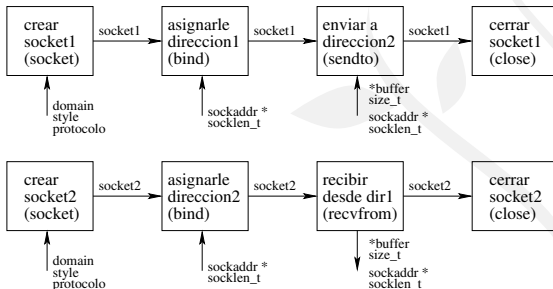 crear
socket1
(socket)
socket1
asignarle
direccion1
(bind)
socket1
enviar a
direccion2
(sendto)
socket1
cerrar
socket1
(close)
domain
style
protocolo
sockaddr *
socklen_t
*buffer
size_t
sockaddr *
socklen_t
crear
socket2
(socket)
socket2
asignarle
direccion2
(bind)
socket2
recibir
desde dir1
(recvfrom)
socket2
cerrar
socket2
(close)
domain
style
protocolo
sockaddr *
socklen_t
*buffer
size_t
sockaddr *
socklen_t